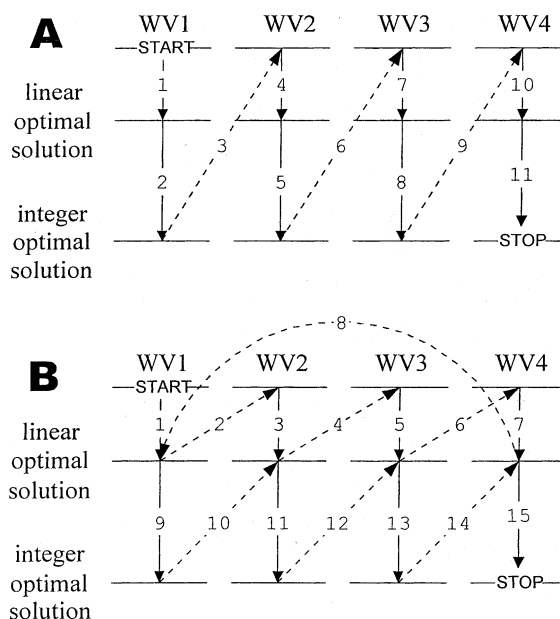 A
WV1 WV2 WV3 WV4
START
1 4 7 10
linear
optimal
solution
3 6 9
2 5 8 11
integer
optimal
solution
STOP
8
B
WV1 WV2 WV3 WV4
START
1 2 3 4 5 6 7
linear
optimal
solution
9 10 11 12 13 14 15
integer
optimal
solution
STOP